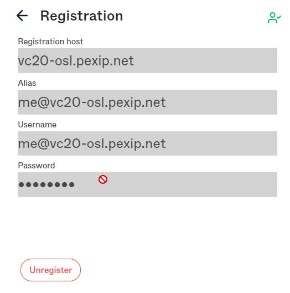 Registration
Registration host
vc20-osl.pexip.net
Alias
me@vc20-osl.pexip.net
Username
me@vc20-osl.pexip.net
Password
••••••••
Unregister